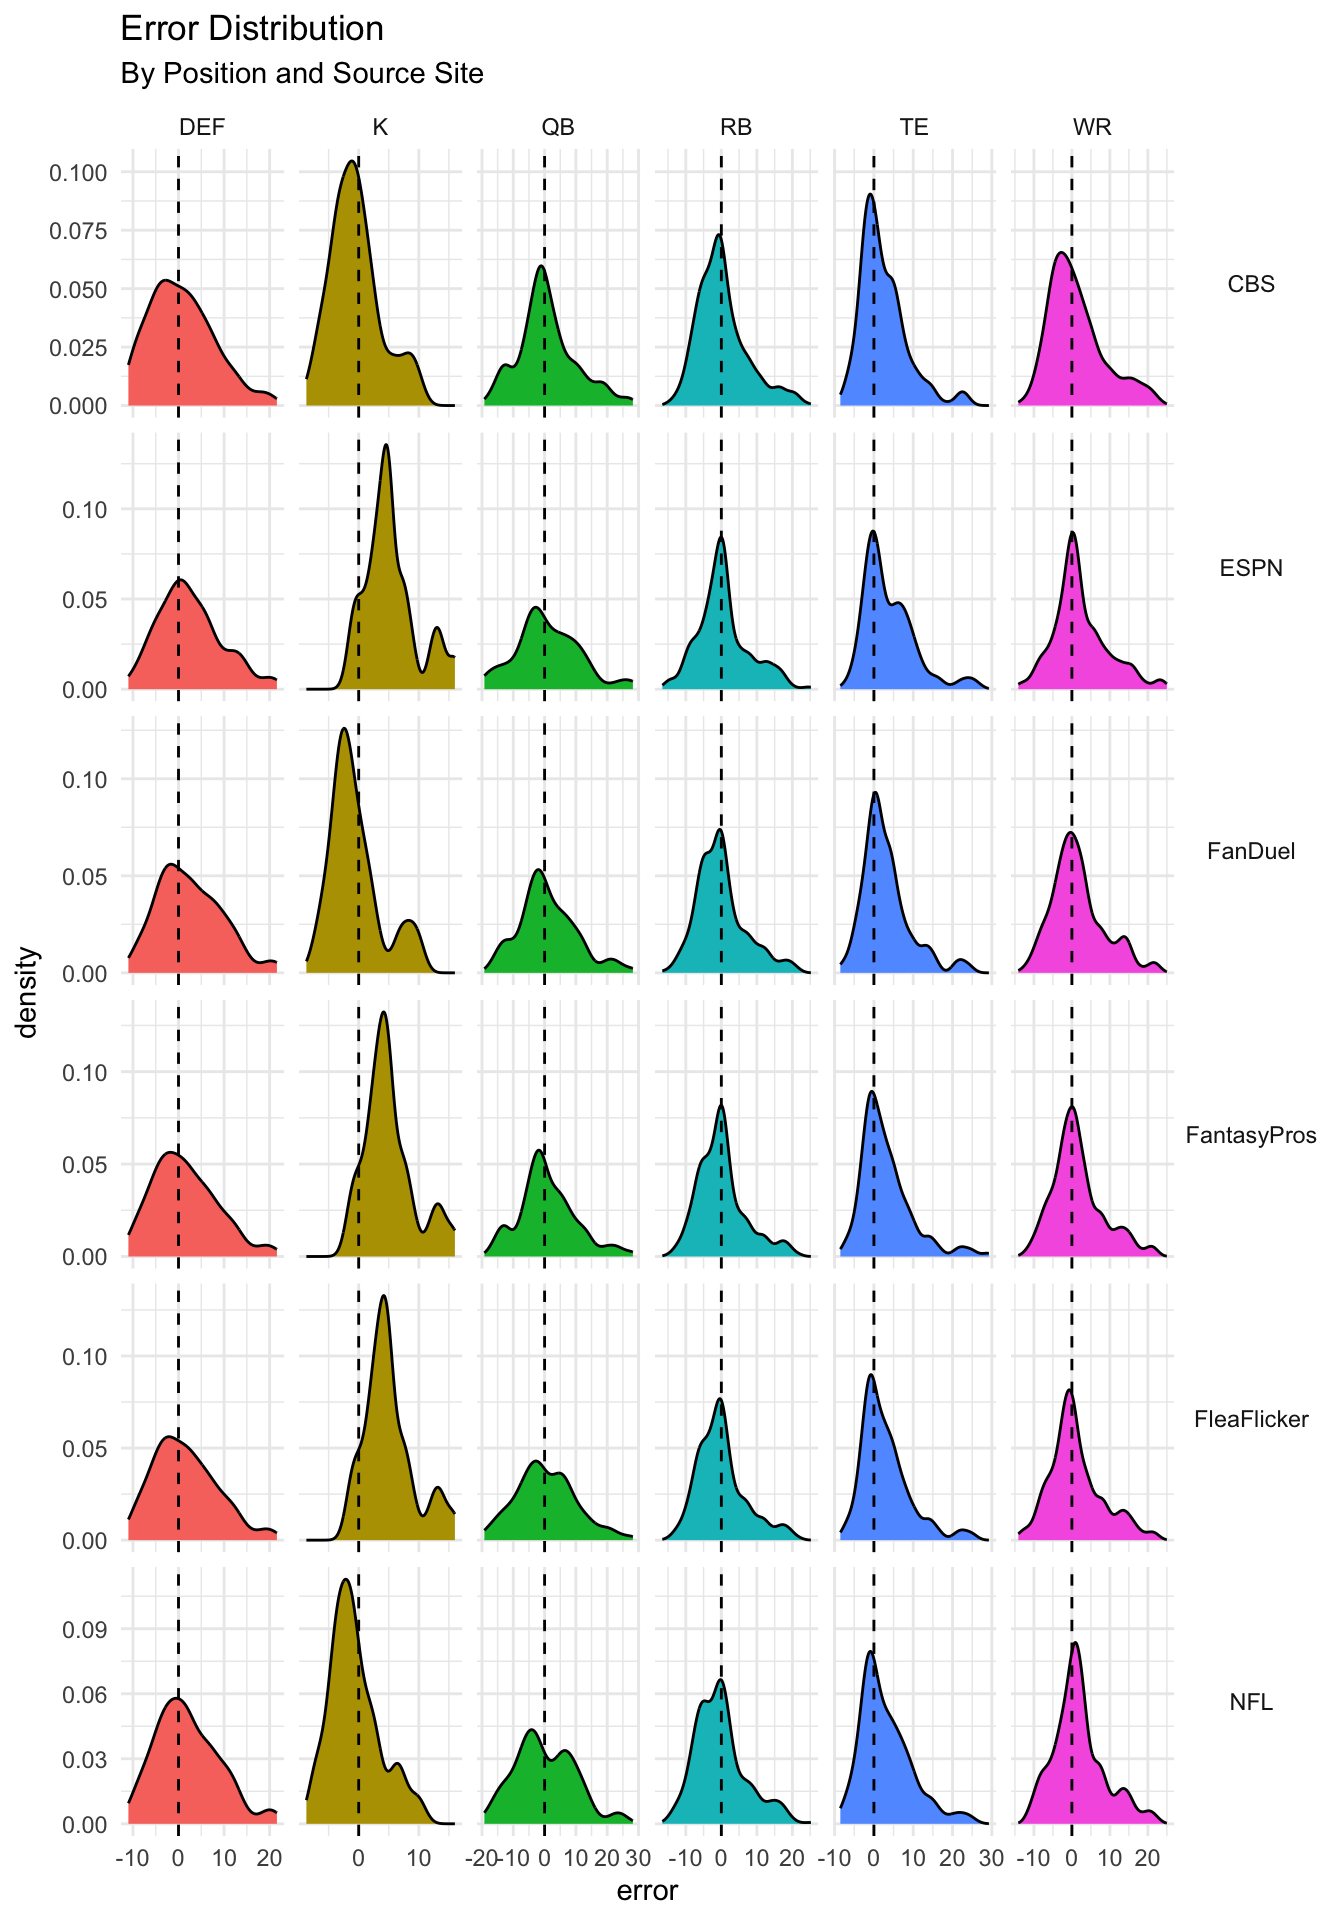 Error Distribution
By Position and Source Site
DEF K QB RB TE WR
0.100
0.075
0.050
0.025
0.000
CBS
0.10
0.05
0.00
ESPN
0.10
0.05
0.00
FanDuel
density
0.10
0.05
0.00
FantasyPros
0.10
0.05
0.00
FleaFlicker
0.09
0.06
0.03
0.00
NFL
-10 0 10 20 0 10 -20 -10 0 10 20 30 -10 0 10 20 -10 0 10 20 30 -10 0 10 20
error